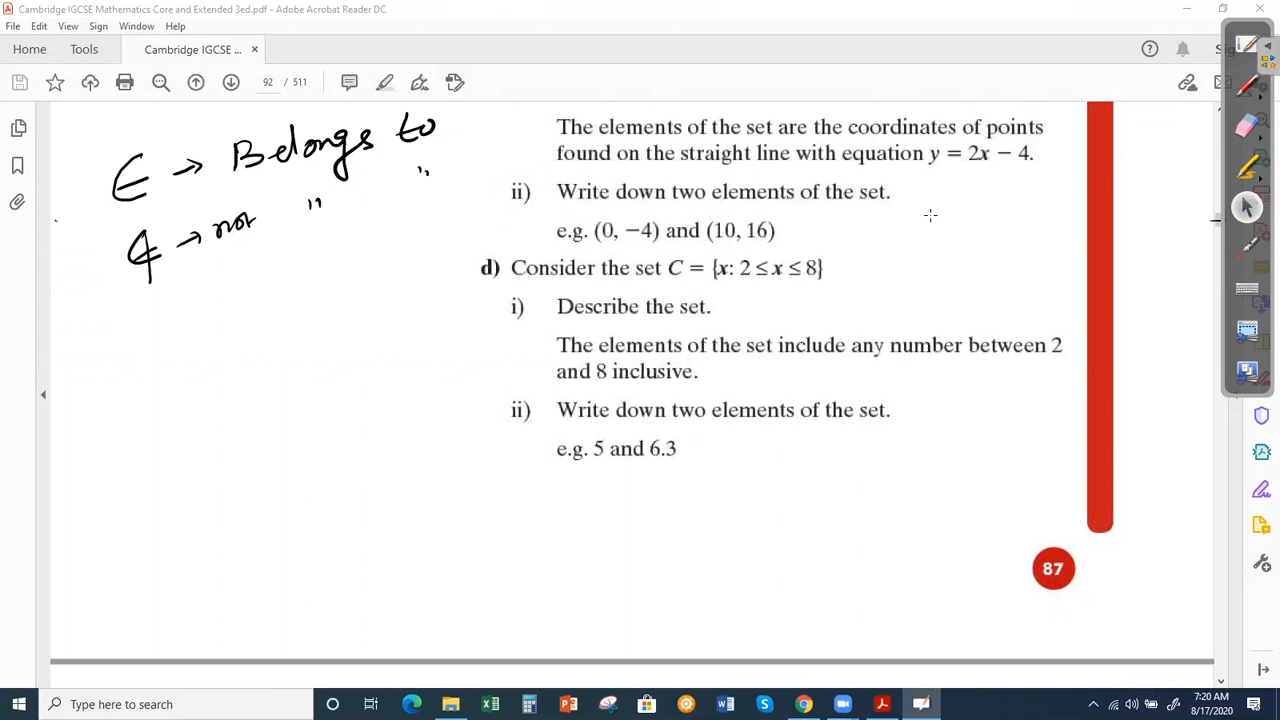 Cambridge IGCSE Mathematics Core and Extended 3ed.pdf - Adobe Acrobat Reader DC
File Edit View Sign Window Help
Home Tools Cambridge IGCSE ... ×
92 / 511
The elements of the set are the coordinates of points
found on the straight line with equation y = 2x − 4.
∈ → Belongs to
ii) Write down two elements of the set.
∉ → not " "
e.g. (0, −4) and (10, 16)
d) Consider the set C = {x: 2 ≤ x ≤ 8}
i) Describe the set.
The elements of the set include any number between 2
and 8 inclusive.
ii) Write down two elements of the set.
e.g. 5 and 6.3
87
Type here to search
7:20 AM
8/17/2020